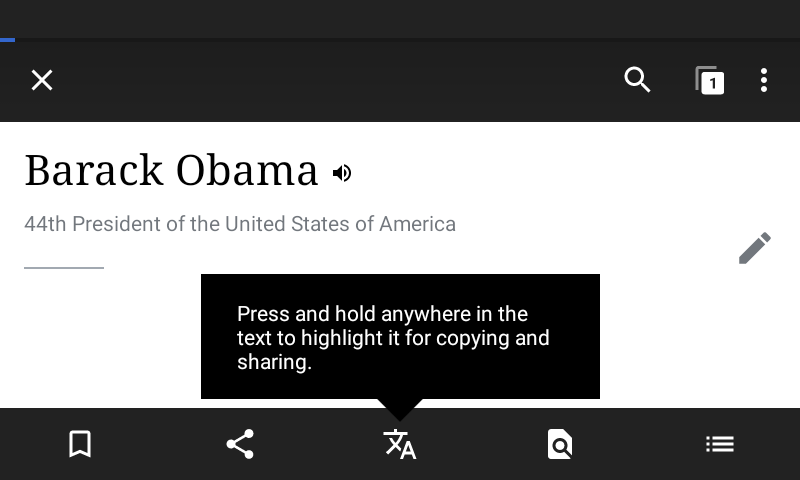 1
Barack Obama
44th President of the United States of America
Press and hold anywhere in the
text to highlight it for copying and
sharing.